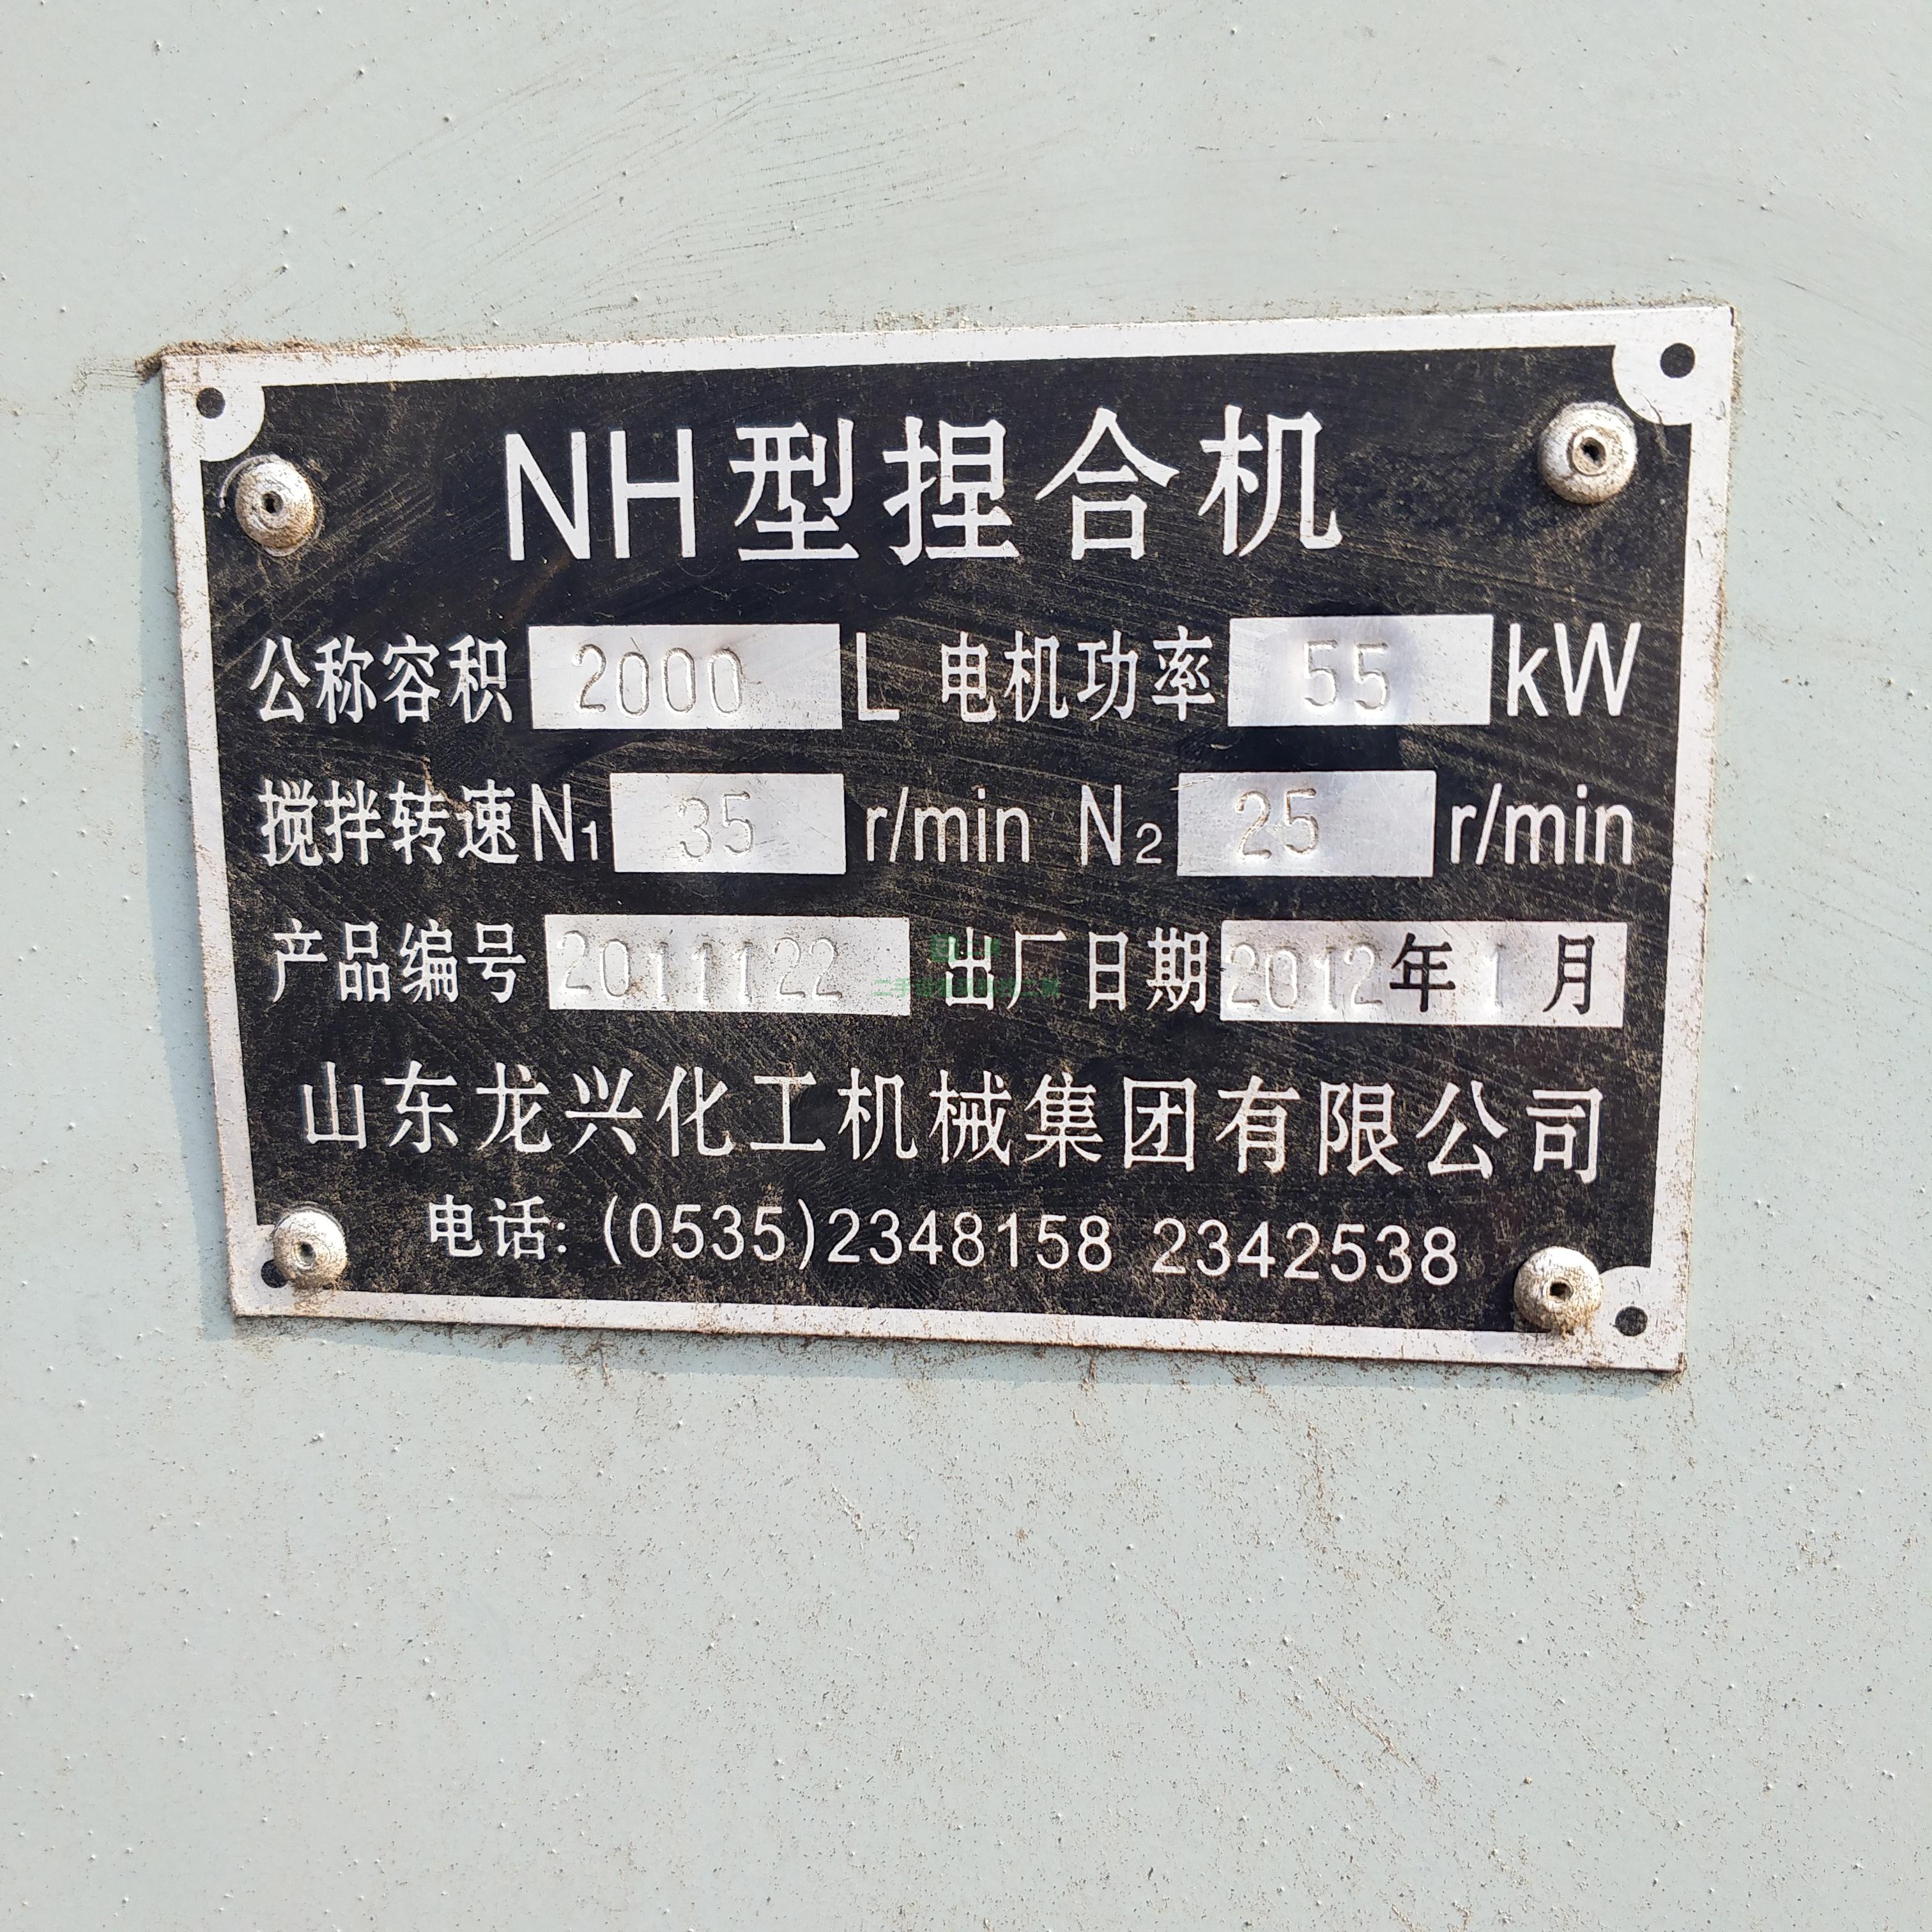 NH型捏合机
公称容积 2000 L 电机功率 55 kW
搅拌转速N1 35 r/min N2 25 r/min
产品编号 2011122 出厂日期 2012年 1 月
山东龙兴化工机械集团有限公司
电话: (0535)2348158 2342538